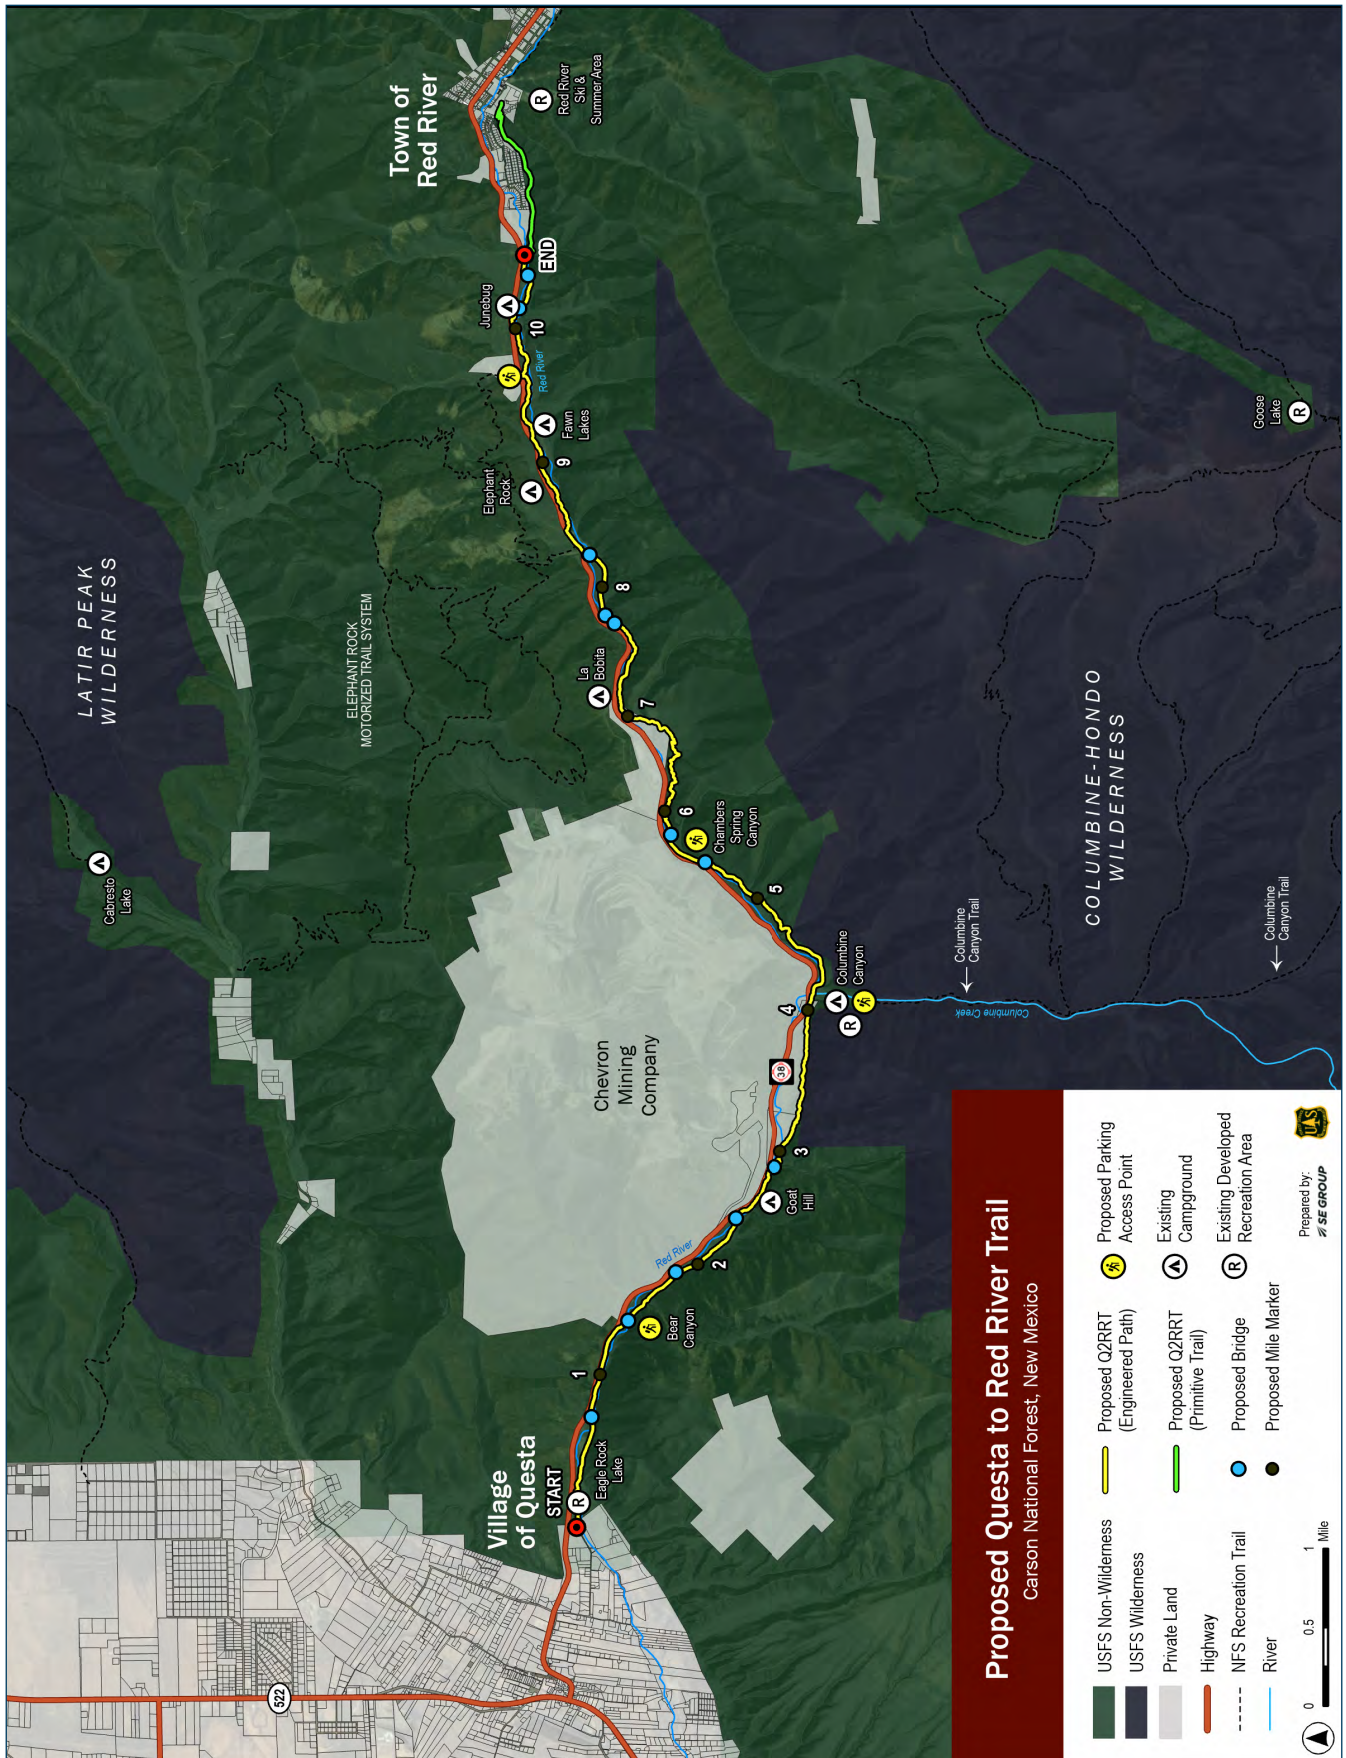 Town of
Red River
Red River
Ski &
Summer Area
END
Junebug
10
Red River
Fawn
Lakes
9
Elephant
Rock
8
La
Bobita
7
6
Chambers
Spring
Canyon
5
Columbine
Canyon
4
38
3
Goat
Hill
Red River
2
Bear
Canyon
1
Eagle Rock
Lake
START
Village
of Questa
522
LATIR PEAK
WILDERNESS
ELEPHANT ROCK
MOTORIZED TRAIL SYSTEM
Cabresto
Lake
Chevron
Mining
Company
Goose
Lake
COLUMBINE-HONDO
WILDERNESS
Columbine
Canyon Trail
Columbine
Canyon Trail
Columbine Creek
R
R
R
R
Proposed Questa to Red River Trail
Carson National Forest, New Mexico
USFS Non-Wilderness
USFS Wilderness
Private Land
Highway
NFS Recreation Trail
River
Proposed Q2RRT
(Engineered Path)
Proposed Q2RRT
(Primitive Trail)
Proposed Bridge
Proposed Mile Marker
Proposed Parking
Access Point
Existing
Campground
R
Existing Developed
Recreation Area
0
0.5
1
Mile
Prepared by:
SE GROUP
UAS